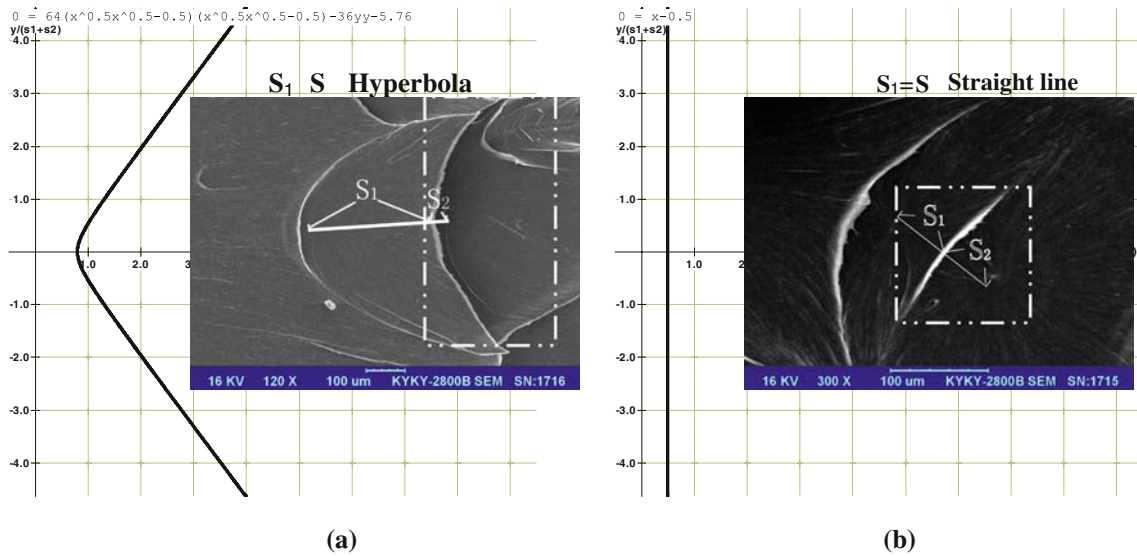 0 = 64(x^0.5x^0.5-0.5)(x^0.5x^0.5-0.5)-36yy-5.76
y/(s1+s2)
4.0
3.0
2.0
1.0
-1.0
-2.0
-3.0
-4.0
1.0 2.0 3.0
S1 S Hyperbola
S1
S2
16 KV 120 X 100 um KYKY-2800B SEM SN:1716
(a)
0 = x-0.5
y/(s1+s2)
4.0
3.0
2.0
1.0
-1.0
-2.0
-3.0
-4.0
1.0
S1=S Straight line
S1
S2
16 KV 300 X 100 um KYKY-2800B SEM SN:1715
(b)